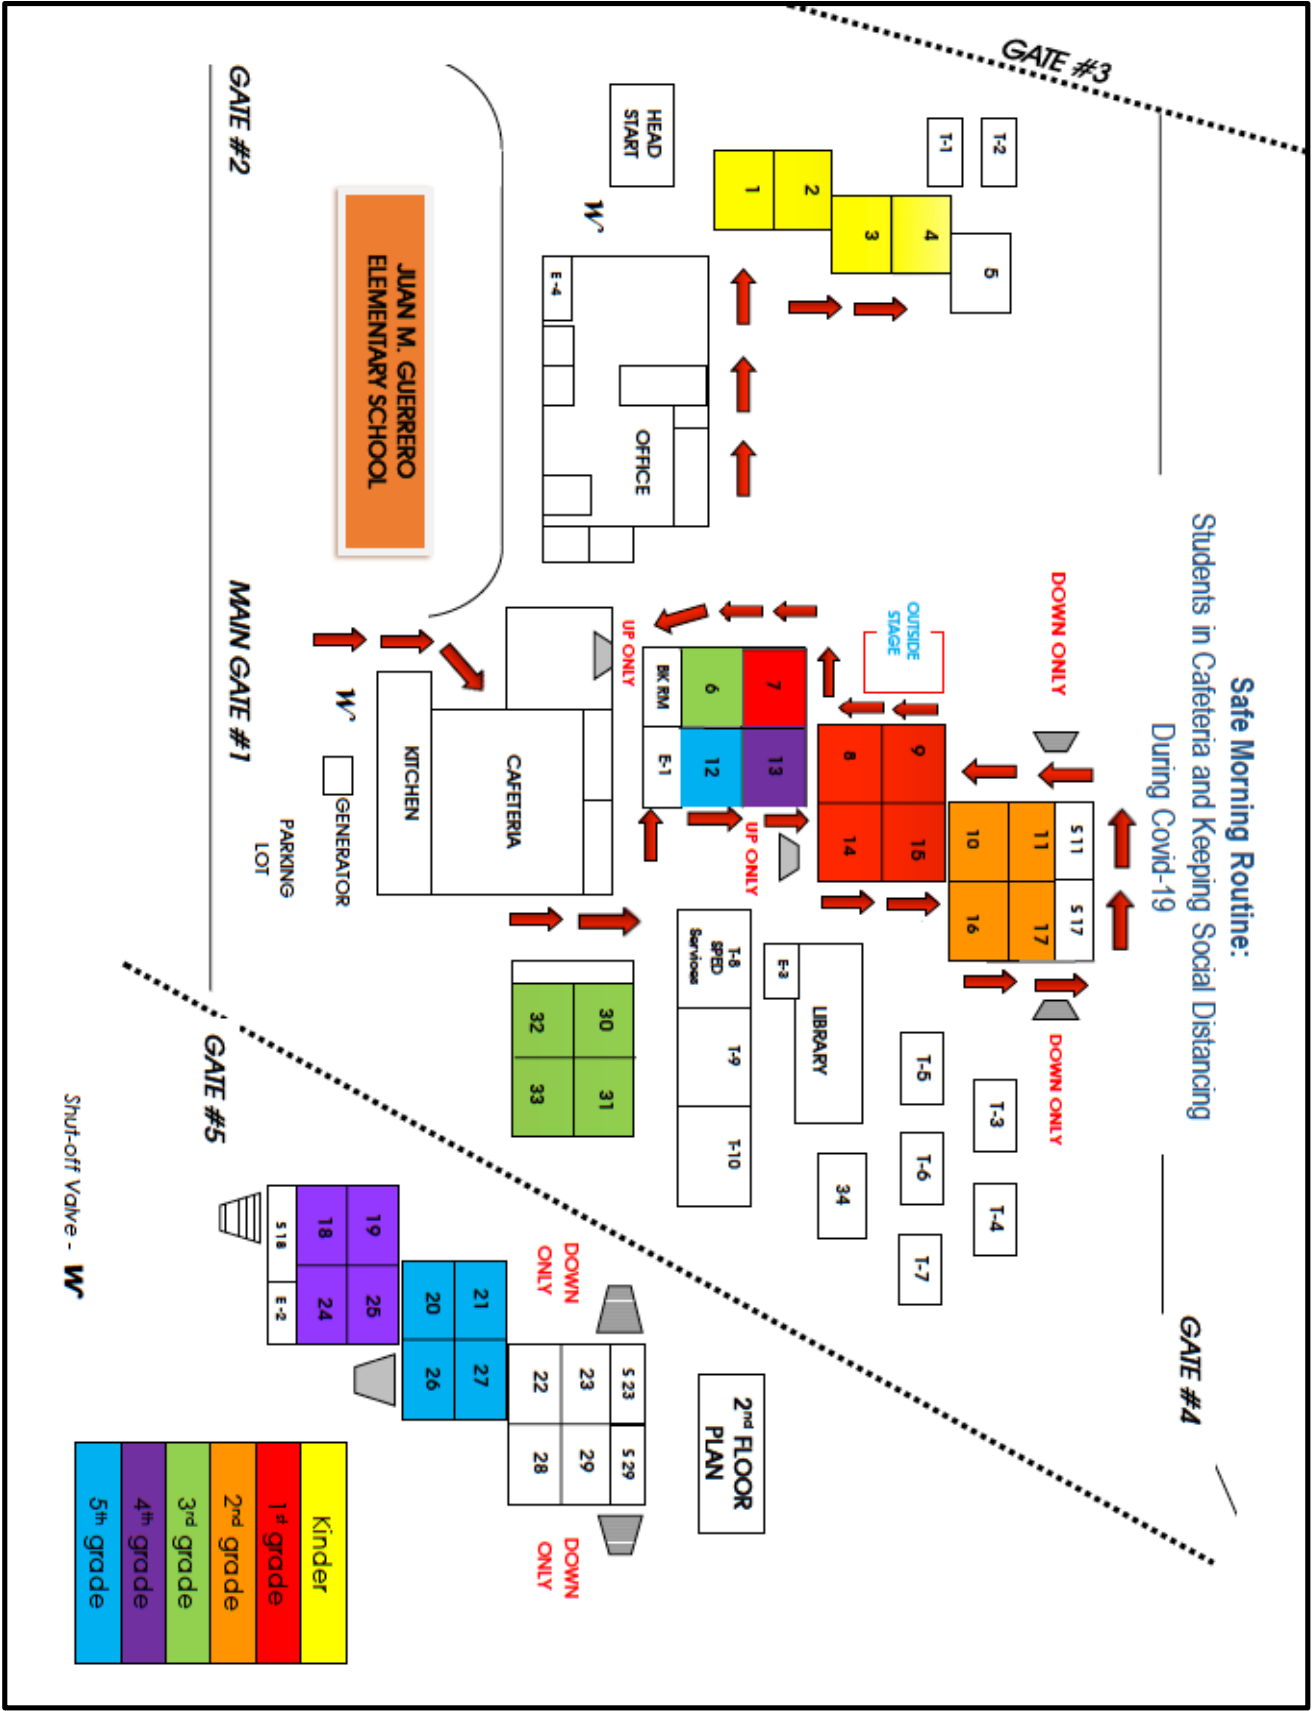 Safe Morning Routine:
Students in Cafeteria and Keeping Social Distancing
During Covid-19
GATE #3
GATE #4
T-2
T-1
5
4
3
2
1
HEAD
START
W
E-4
OFFICE
JUAN M. GUERRERO
ELEMENTARY SCHOOL
GATE #2
DOWN ONLY
OUTSIDE
STAGE
S 11
S 17
11
17
10
16
9
15
8
14
7
13
6
12
BK RM
E-1
UP ONLY
UP ONLY
DOWN ONLY
CAFETERIA
KITCHEN
W
GENERATOR
PARKING
LOT
MAIN GATE #1
T-3
T-4
T-5
T-6
T-7
34
LIBRARY
E-3
T-8
SPED
Services
T-9
T-10
30
31
32
33
GATE #5
2nd FLOOR
PLAN
DOWN
ONLY
S 23
S 29
23
29
22
28
DOWN
ONLY
21
27
20
26
19
25
18
24
S 18
E-2
Shut-off Valve - W
Kinder
1st grade
2nd grade
3rd grade
4th grade
5th grade